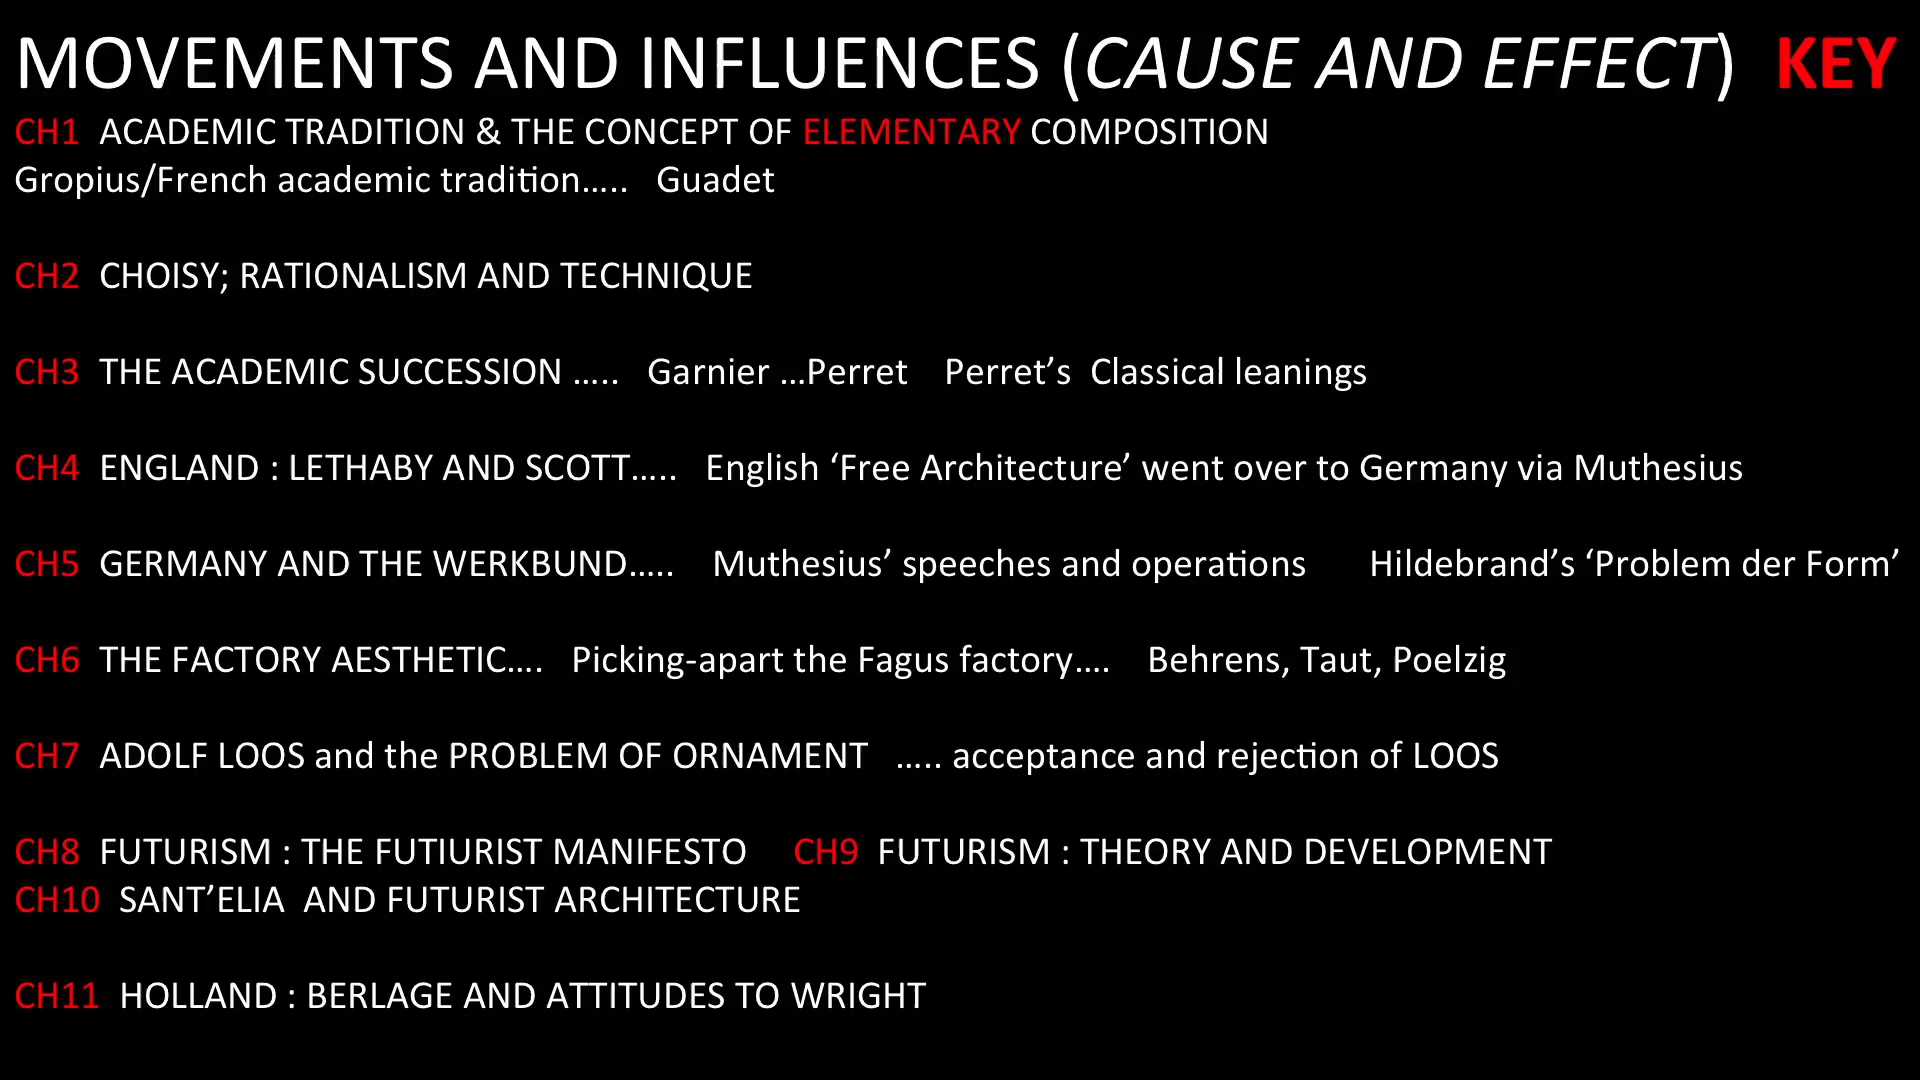 MOVEMENTS AND INFLUENCES (CAUSE AND EFFECT) KEY
CH1 ACADEMIC TRADITION & THE CONCEPT OF ELEMENTARY COMPOSITION
Gropius/French academic tradition….. Guadet
CH2 CHOISY; RATIONALISM AND TECHNIQUE
CH3 THE ACADEMIC SUCCESSION ….. Garnier …Perret Perret’s Classical leanings
CH4 ENGLAND : LETHABY AND SCOTT….. English ‘Free Architecture’ went over to Germany via Muthesius
CH5 GERMANY AND THE WERKBUND….. Muthesius’ speeches and operations Hildebrand’s ‘Problem der Form’
CH6 THE FACTORY AESTHETIC…. Picking-apart the Fagus factory…. Behrens, Taut, Poelzig
CH7 ADOLF LOOS and the PROBLEM OF ORNAMENT ….. acceptance and rejection of LOOS
CH8 FUTURISM : THE FUTIURIST MANIFESTO CH9 FUTURISM : THEORY AND DEVELOPMENT
CH10 SANT’ELIA AND FUTURIST ARCHITECTURE
CH11 HOLLAND : BERLAGE AND ATTITUDES TO WRIGHT